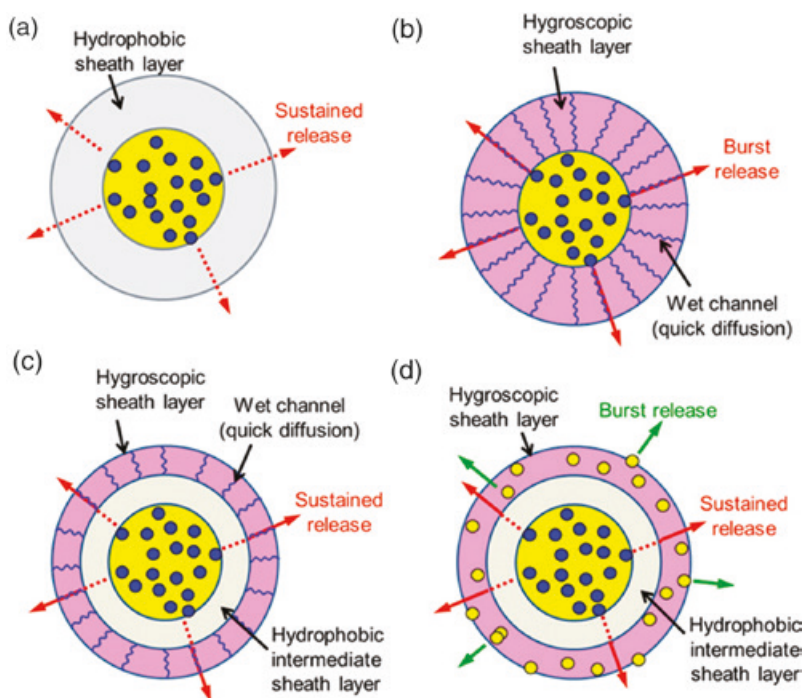 (a)
Hydrophobic
sheath layer
Sustained
release
(b)
Hygroscopic
sheath layer
Burst
release
Wet channel
(quick diffusion)
(c)
Hygroscopic
sheath layer
Wet channel
(quick diffusion)
Sustained
release
Hydrophobic
intermediate
sheath layer
(d)
Hygroscopic
sheath layer
Burst release
Sustained
release
Hydrophobic
intermediate
sheath layer